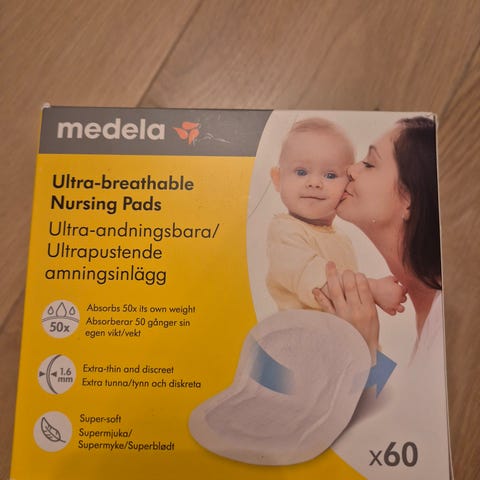 medela
Ultra-breathable
Nursing Pads
Ultra-andningsbara/
Ultrapustende
amningsinlägg
50x
Absorbs 50x its own weight
Absorberar 50 gånger sin
egen vikt/vekt
1.6
mm
Extra-thin and discreet
Extra tunna/tynn och diskreta
Super-soft
Supermjuka/
Supermyke/Superblødt
x60